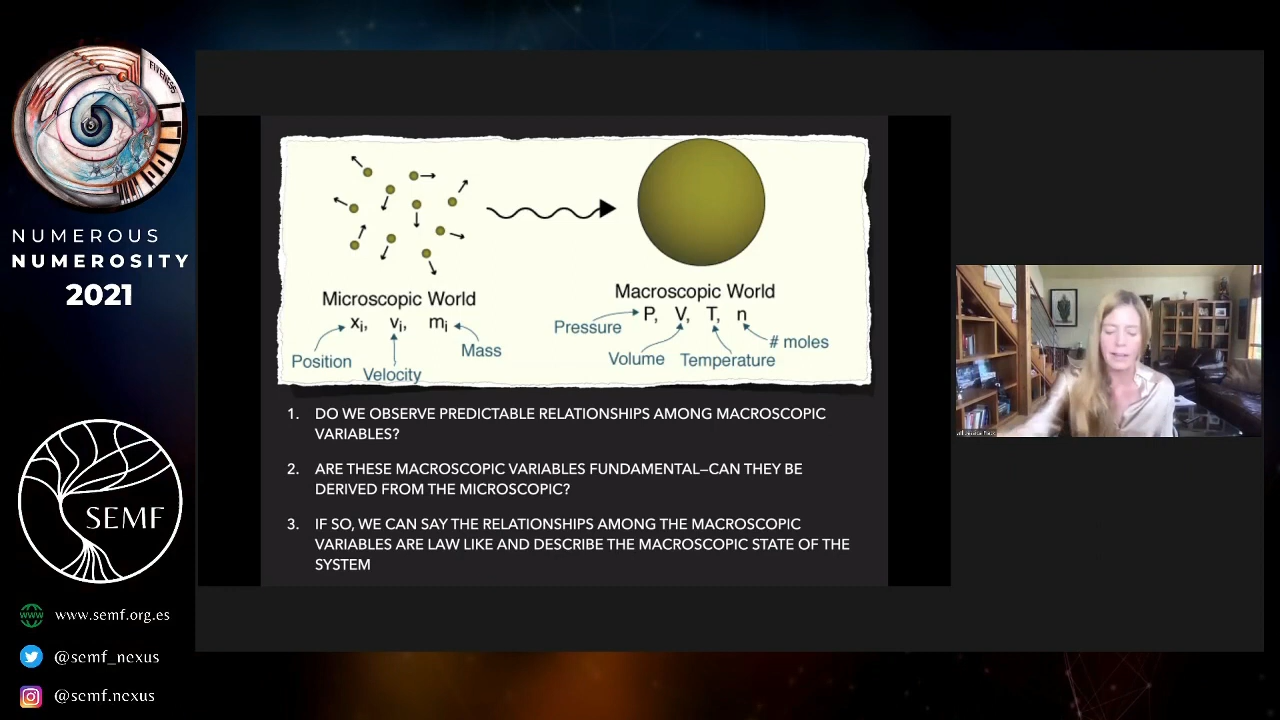 FIVENESS
NUMEROUS
NUMEROSITY
2021
SEMF
www.semf.org.es
@semf_nexus
@semf.nexus
Microscopic World
xi, vi, mi
Position
Velocity
Mass
Macroscopic World
P, V, T, n
Pressure
Volume
Temperature
# moles
1. DO WE OBSERVE PREDICTABLE RELATIONSHIPS AMONG MACROSCOPIC
VARIABLES?
2. ARE THESE MACROSCOPIC VARIABLES FUNDAMENTAL—CAN THEY BE
DERIVED FROM THE MICROSCOPIC?
3. IF SO, WE CAN SAY THE RELATIONSHIPS AMONG THE MACROSCOPIC
VARIABLES ARE LAW LIKE AND DESCRIBE THE MACROSCOPIC STATE OF THE
SYSTEM